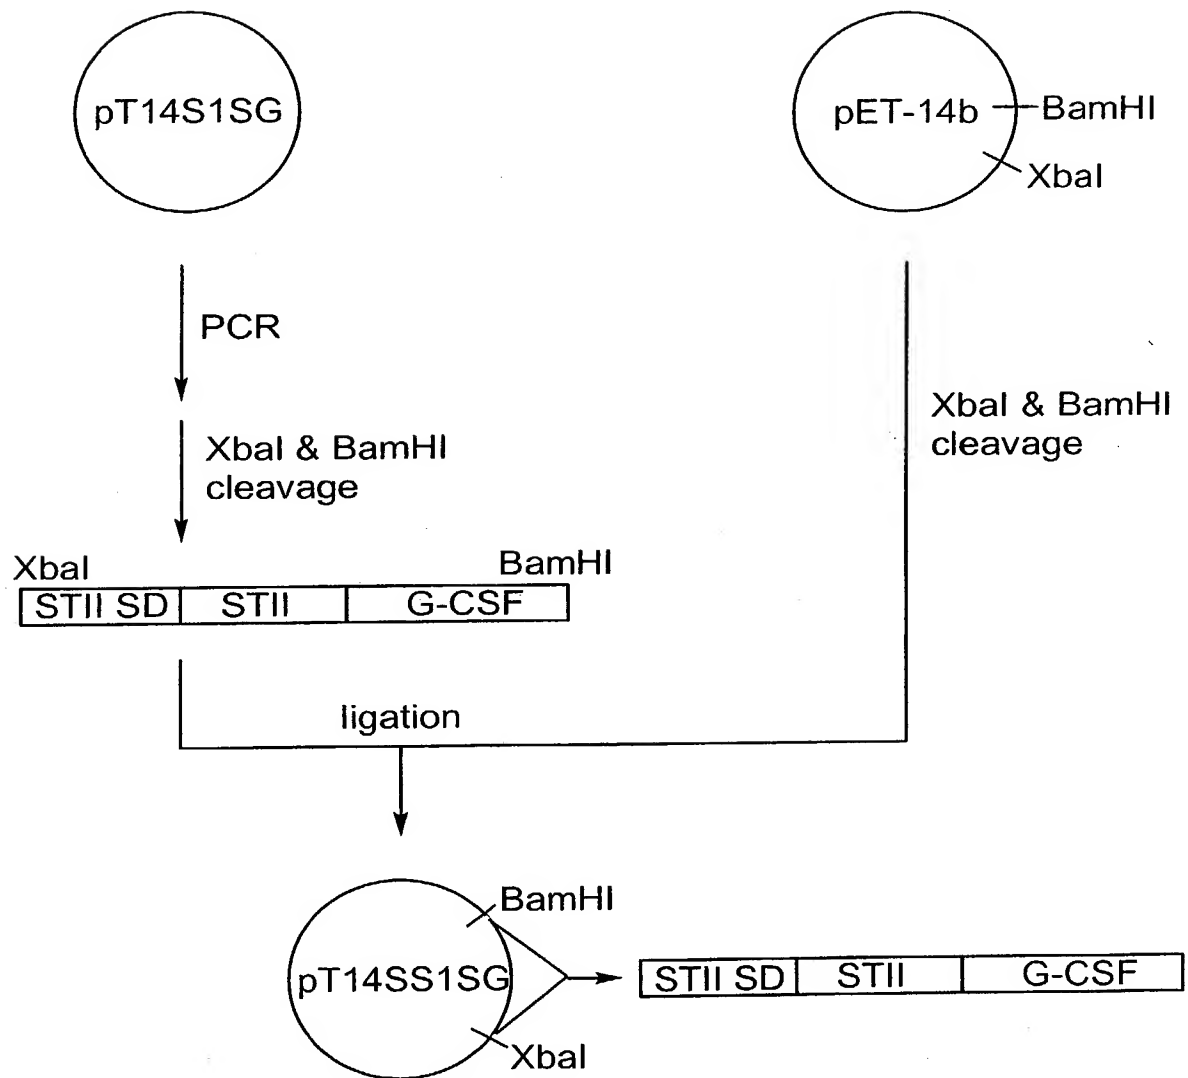 pT14S1SG
pET-14b
BamHI
XbaI
PCR
XbaI & BamHI
cleavage
XbaI & BamHI
cleavage
XbaI
BamHI
STII SD
STII
G-CSF
ligation
BamHI
pT14SS1SG
STII SD
STII
G-CSF
XbaI